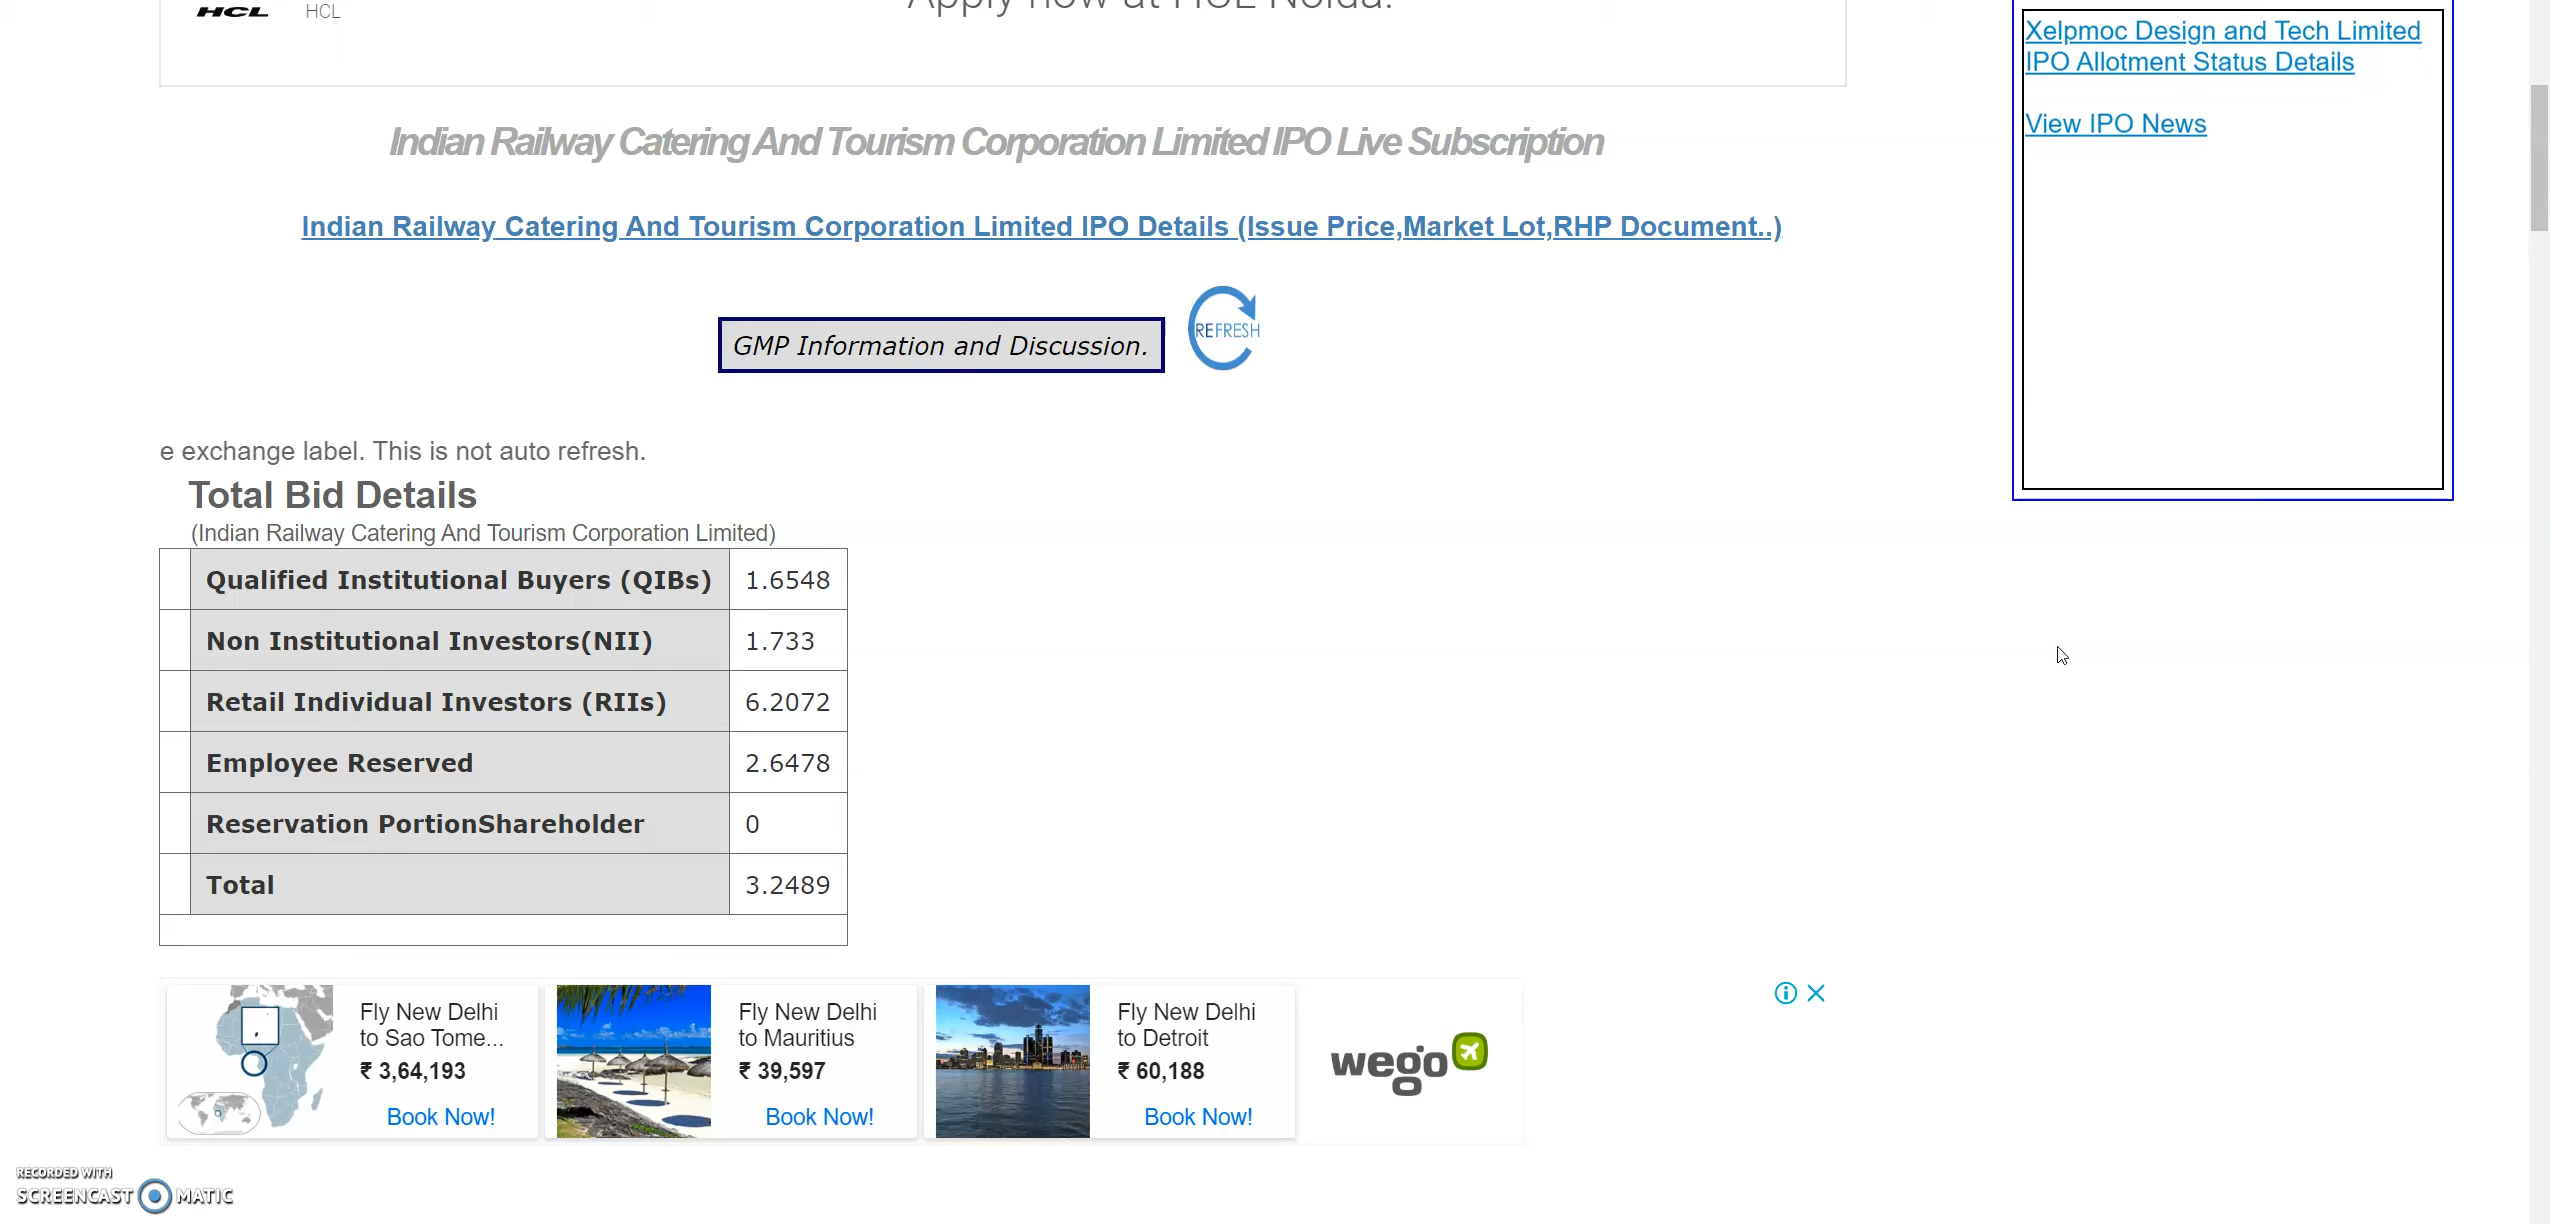 HCL HCL
Apply now at HCL Noida.
Indian Railway Catering And Tourism Corporation Limited IPO Live Subscription
Indian Railway Catering And Tourism Corporation Limited IPO Details (Issue Price,Market Lot,RHP Document..)
GMP Information and Discussion.
REFRESH
e exchange label. This is not auto refresh.
Total Bid Details
(Indian Railway Catering And Tourism Corporation Limited)
Qualified Institutional Buyers (QIBs) 1.6548
Non Institutional Investors(NII) 1.733
Retail Individual Investors (RIIs) 6.2072
Employee Reserved 2.6478
Reservation PortionShareholder 0
Total 3.2489
Xelpmoc Design and Tech Limited
IPO Allotment Status Details
View IPO News
Fly New Delhi
to Sao Tome...
₹ 3,64,193
Book Now!
Fly New Delhi
to Mauritius
₹ 39,597
Book Now!
Fly New Delhi
to Detroit
₹ 60,188
Book Now!
wego
RECORDED WITH
SCREENCAST MATIC